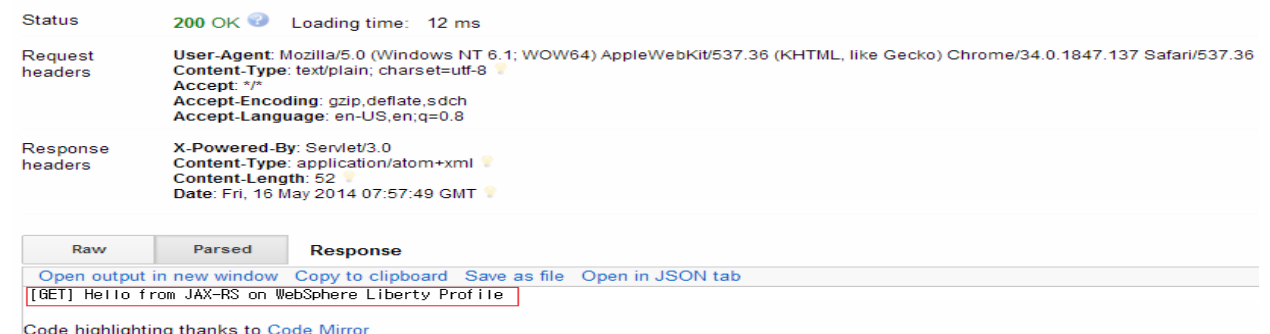 Status 200 OK ? Loading time: 12 ms
Request headers User-Agent: Mozilla/5.0 (Windows NT 6.1; WOW64) AppleWebKit/537.36 (KHTML, like Gecko) Chrome/34.0.1847.137 Safari/537.36
Content-Type: text/plain; charset=utf-8
Accept: */*
Accept-Encoding: gzip,deflate,sdch
Accept-Language: en-US,en;q=0.8
Response headers X-Powered-By: Servlet/3.0
Content-Type: application/atom+xml
Content-Length: 52
Date: Fri, 16 May 2014 07:57:49 GMT
Raw Parsed Response
Open output in new window Copy to clipboard Save as file Open in JSON tab
[GET] Hello from JAX-RS on WebSphere Liberty Profile
Code highlighting thanks to Code Mirror